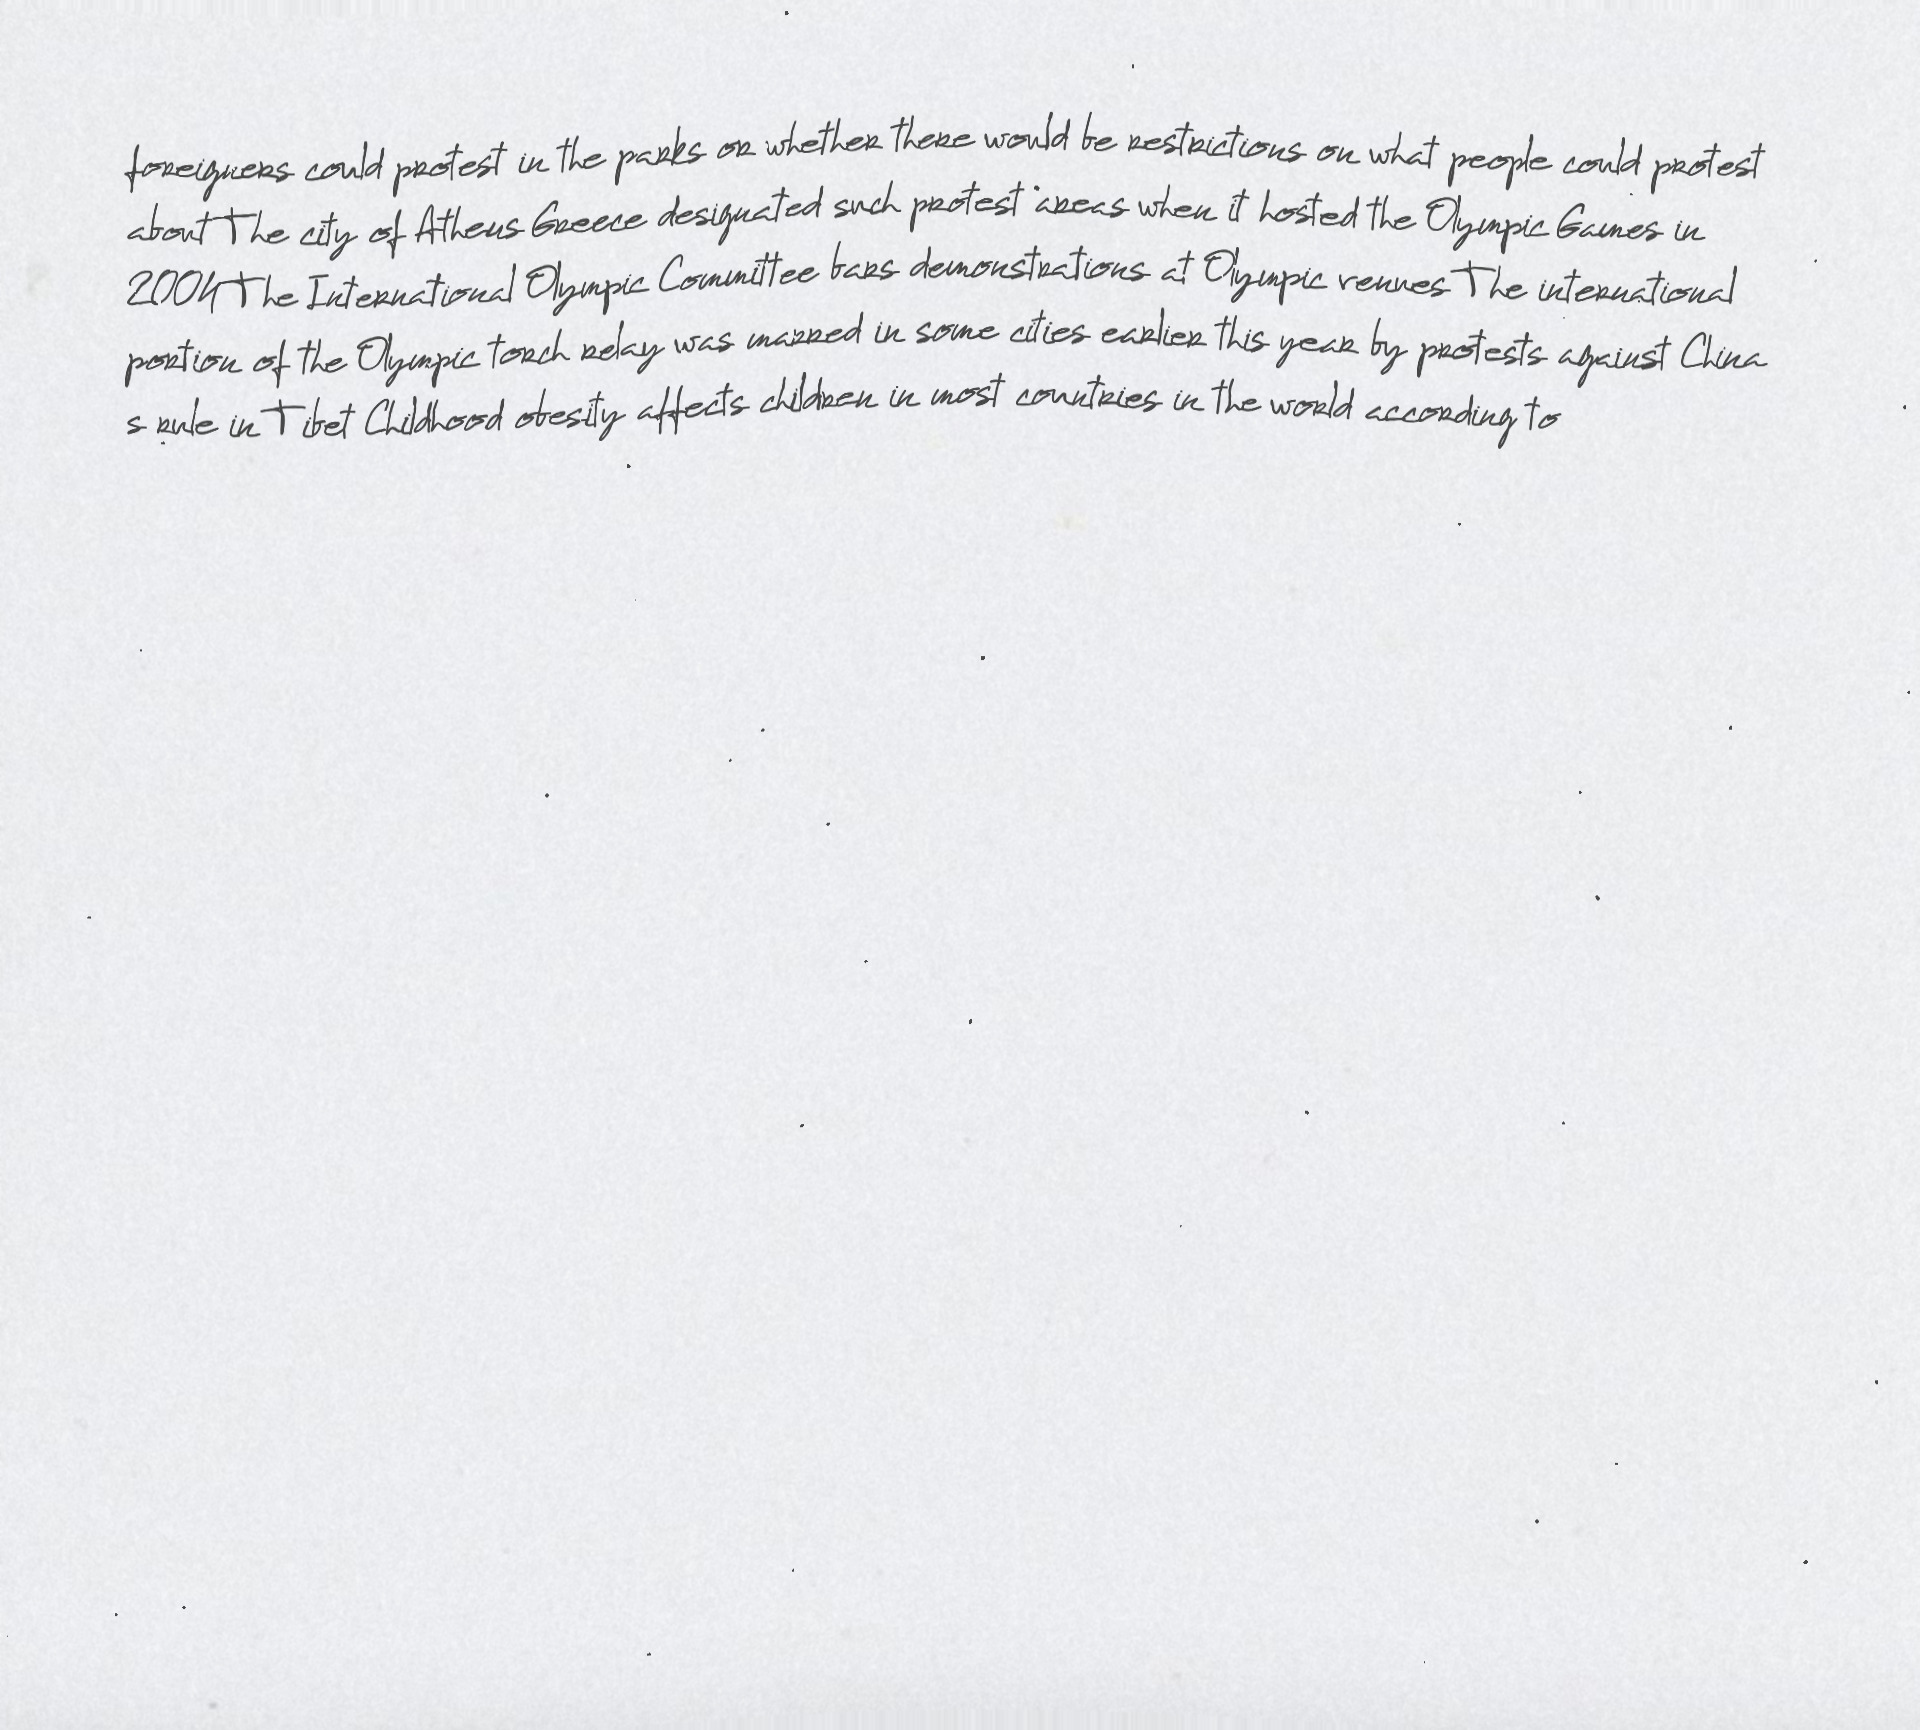 foreigners could protest in the parks or whether there would be restrictions on what people could protest
about The city of Athens Greece designated such protest areas when it hosted the Olympic Games in
2004 The International Olympic Committee bars demonstrations at Olympic venues The international
portion of the Olympic torch relay was marred in some cities earlier this year by protests against China
s rule in Tibet Childhood obesity affects children in most countries in the world according to